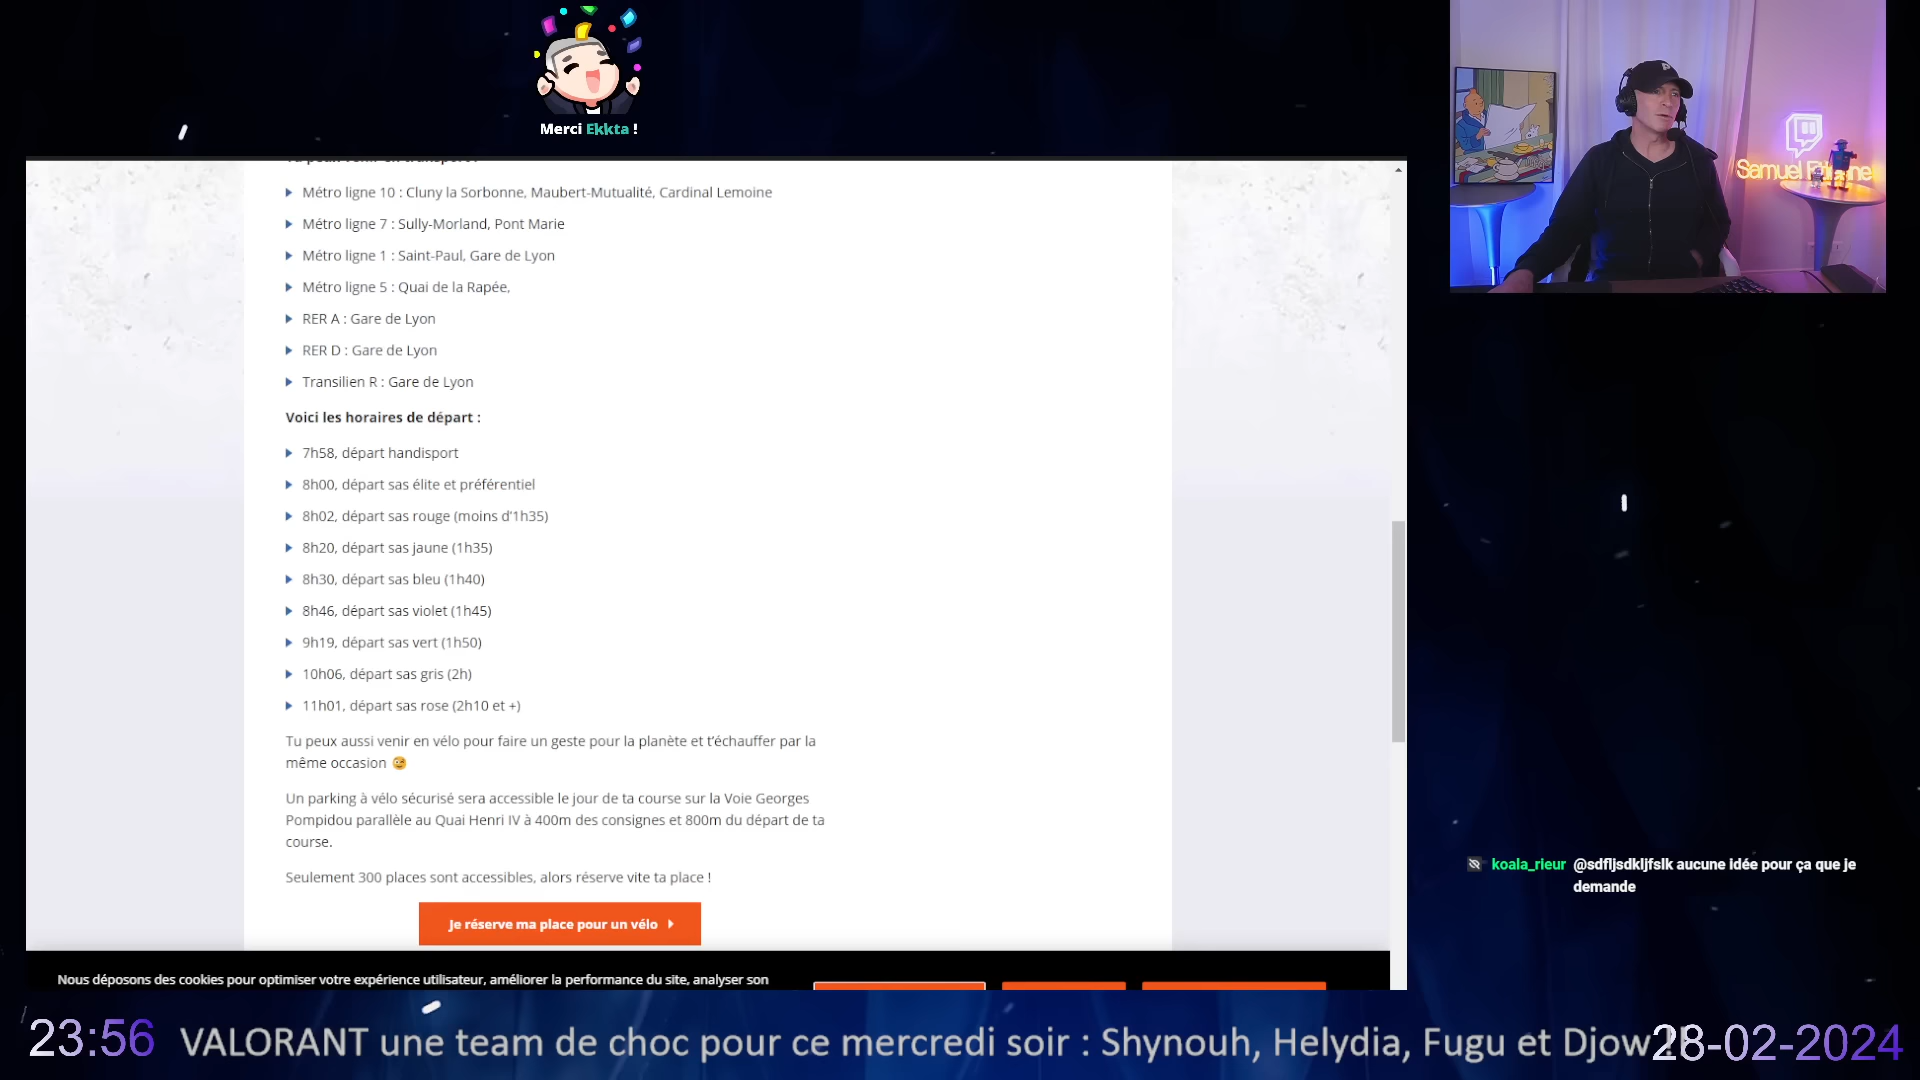 Merci Ekkta !
Métro ligne 10 : Cluny la Sorbonne, Maubert-Mutualité, Cardinal Lemoine
Métro ligne 7 : Sully-Morland, Pont Marie
Métro ligne 1 : Saint-Paul, Gare de Lyon
Métro ligne 5 : Quai de la Rapée,
RER A : Gare de Lyon
RER D : Gare de Lyon
Transilien R : Gare de Lyon
Voici les horaires de départ :
7h58, départ handisport
8h00, départ sas élite et préférentiel
8h02, départ sas rouge (moins d'1h35)
8h20, départ sas jaune (1h35)
8h30, départ sas bleu (1h40)
8h46, départ sas violet (1h45)
9h19, départ sas vert (1h50)
10h06, départ sas gris (2h)
11h01, départ sas rose (2h10 et +)
Tu peux aussi venir en vélo pour faire un geste pour la planète et t'échauffer par la
même occasion 😉
Un parking à vélo sécurisé sera accessible le jour de ta course sur la Voie Georges
Pompidou parallèle au Quai Henri IV à 400m des consignes et 800m du départ de ta
course.
Seulement 300 places sont accessibles, alors réserve vite ta place !
Je réserve ma place pour un vélo
Nous déposons des cookies pour optimiser votre expérience utilisateur, améliorer la performance du site, analyser son
Samuel
koala_rieur @sdfljsdkljfslk aucune idée pour ça que je
demande
23:56 VALORANT une team de choc pour ce mercredi soir : Shynouh, Helydia, Fugu et Djow
28-02-2024